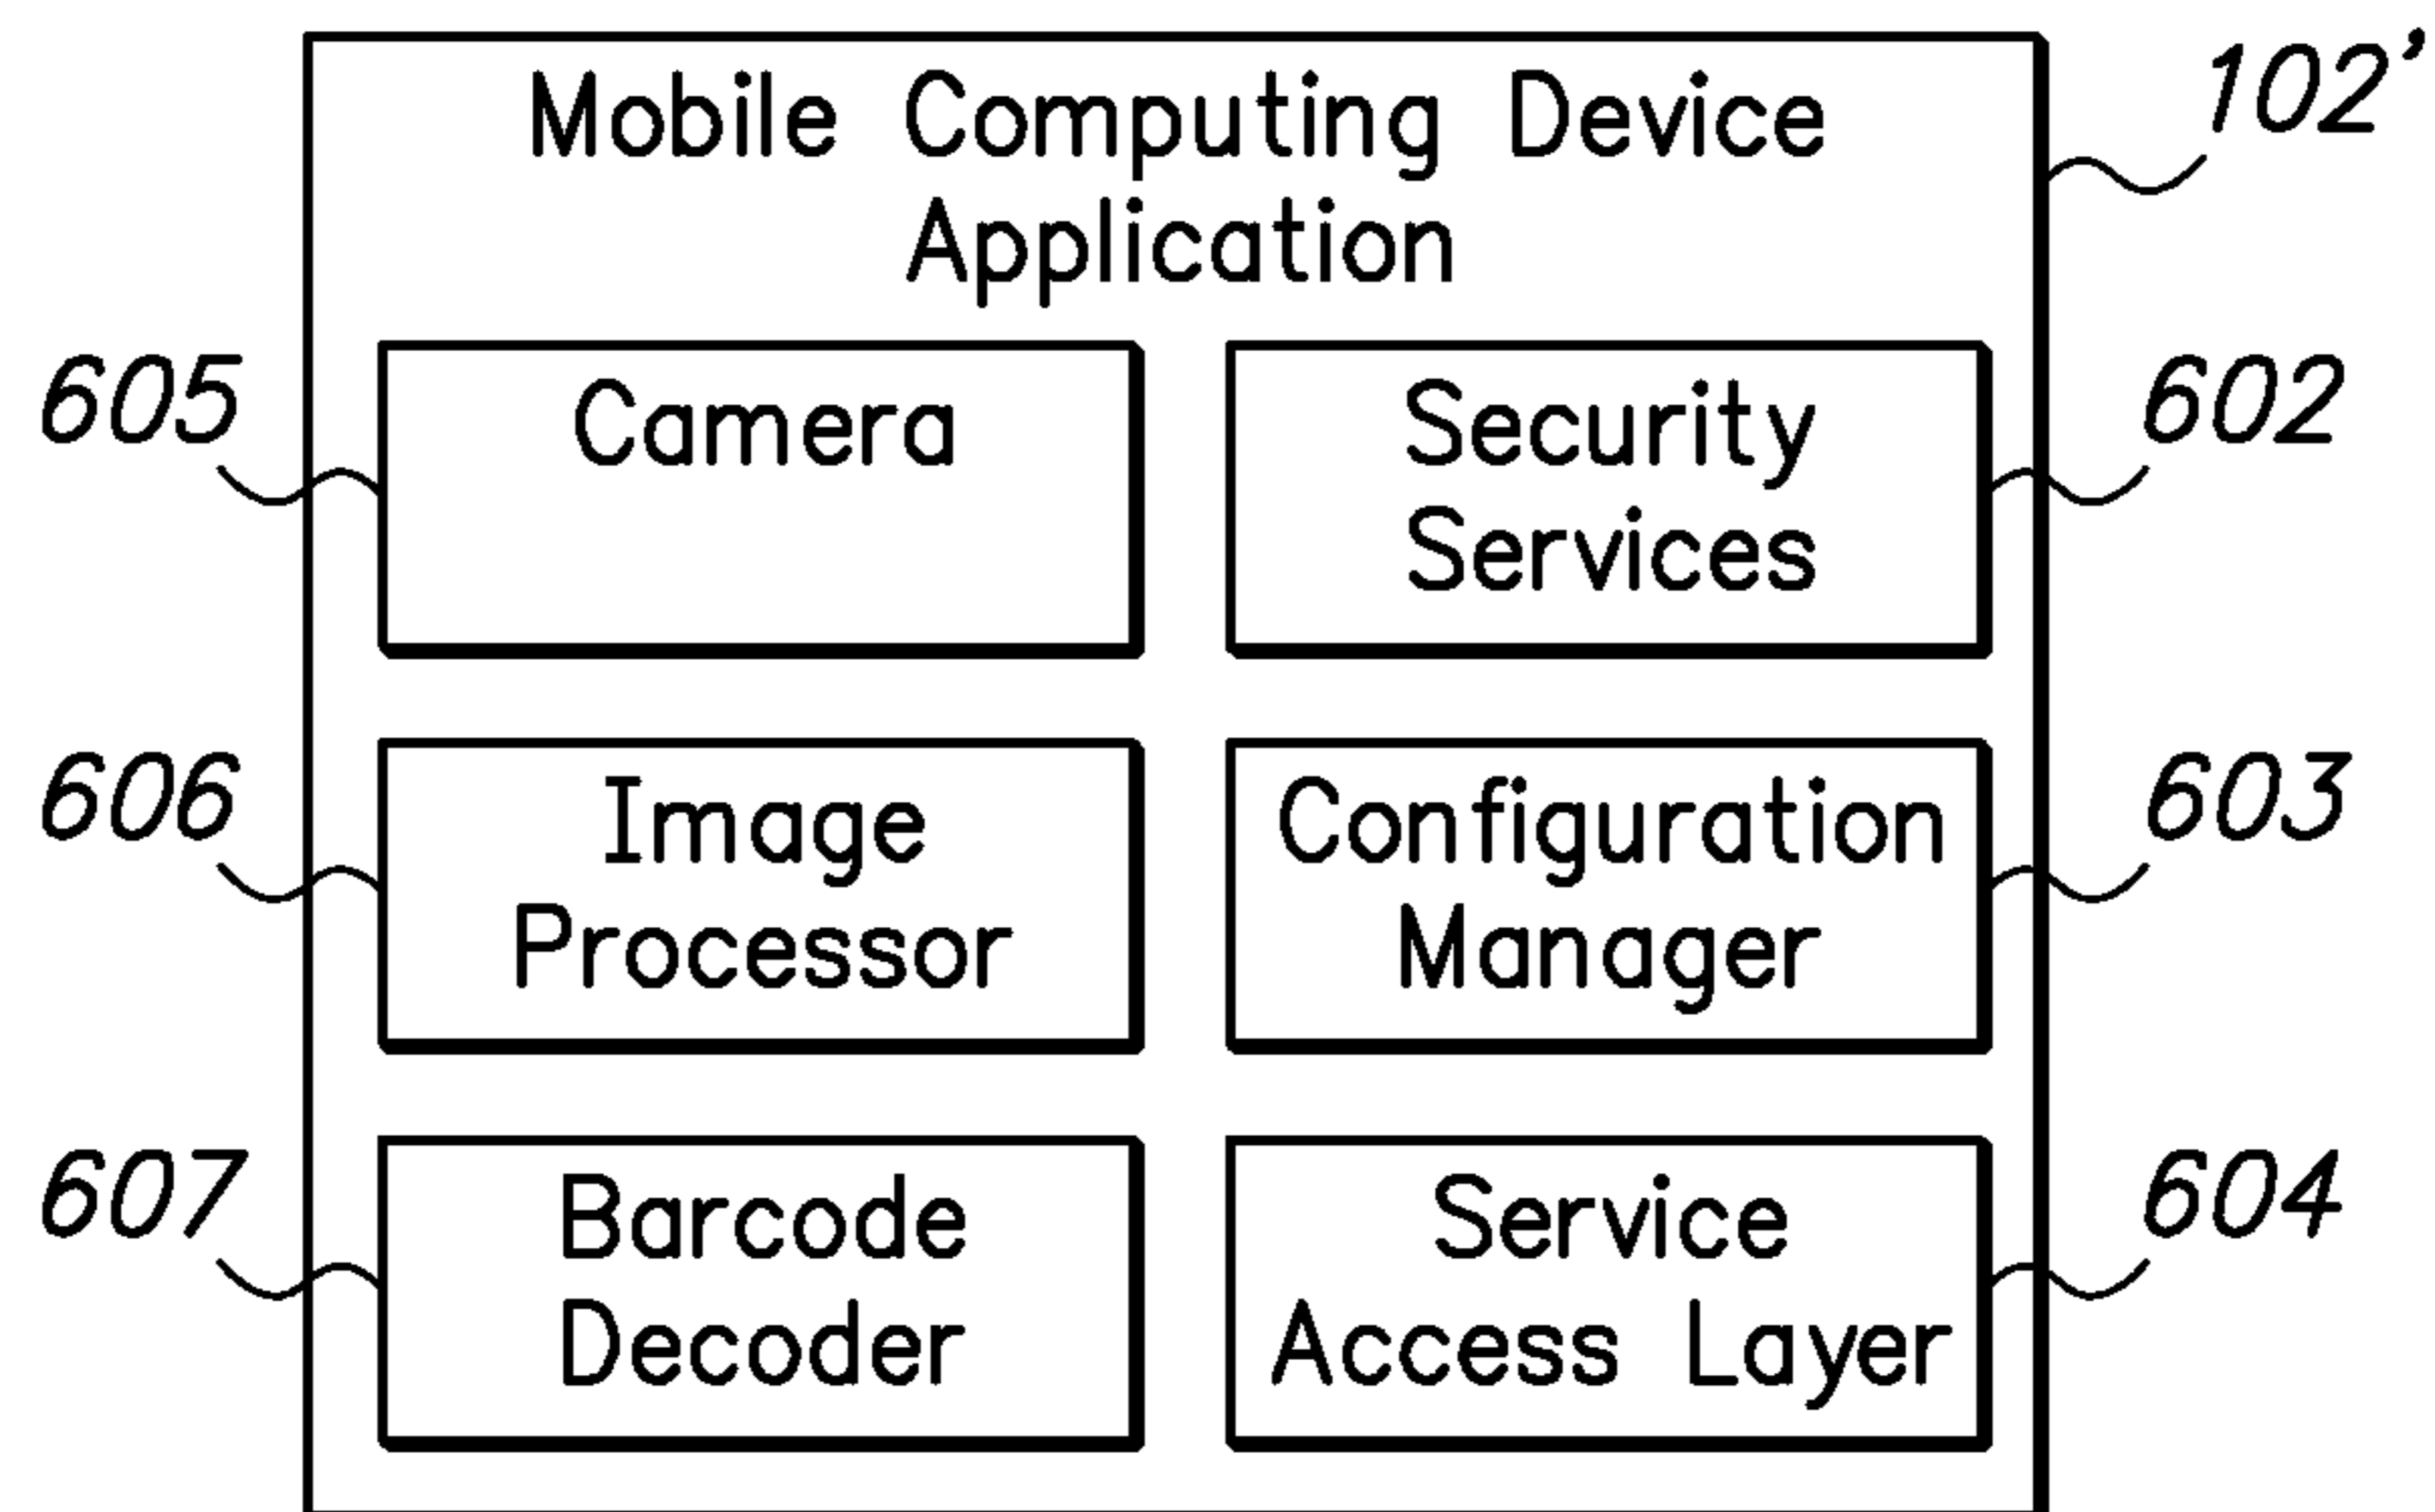 Mobile Computing Device
Application
102'
605
Camera
Security
Services
602
606
Image
Processor
Configuration
Manager
603
607
Barcode
Decoder
Service
Access Layer
604